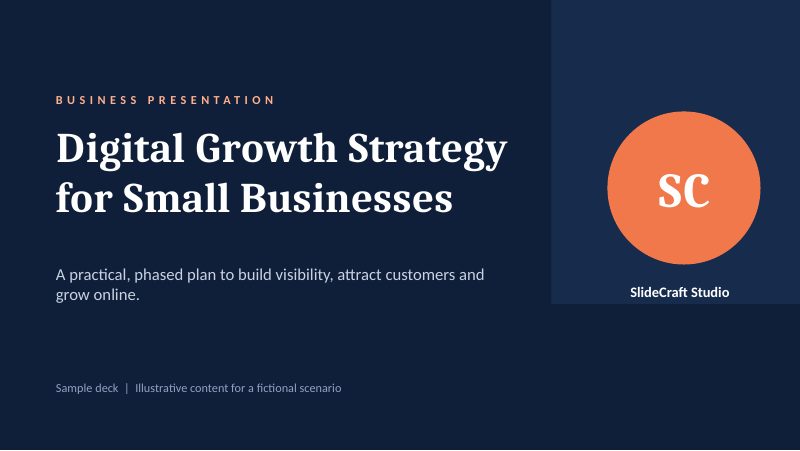 BUSINESS PRESENTATION
Digital Growth Strategy
for Small Businesses
A practical, phased plan to build visibility, attract customers and
grow online.
SC
SlideCraft Studio
Sample deck | Illustrative content for a fictional scenario